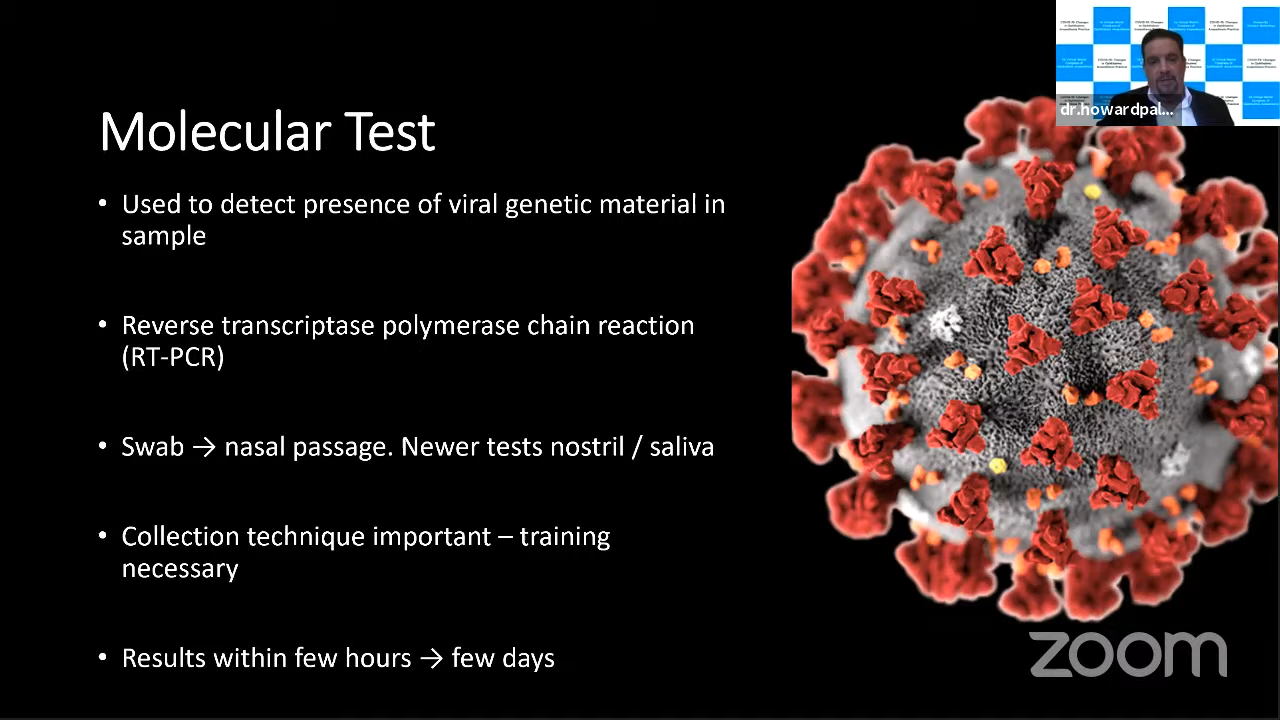 Molecular Test
• Used to detect presence of viral genetic material in
sample
• Reverse transcriptase polymerase chain reaction
(RT-PCR)
• Swab → nasal passage. Newer tests nostril / saliva
• Collection technique important – training
necessary
• Results within few hours → few days
dr.howardpal...
zoom